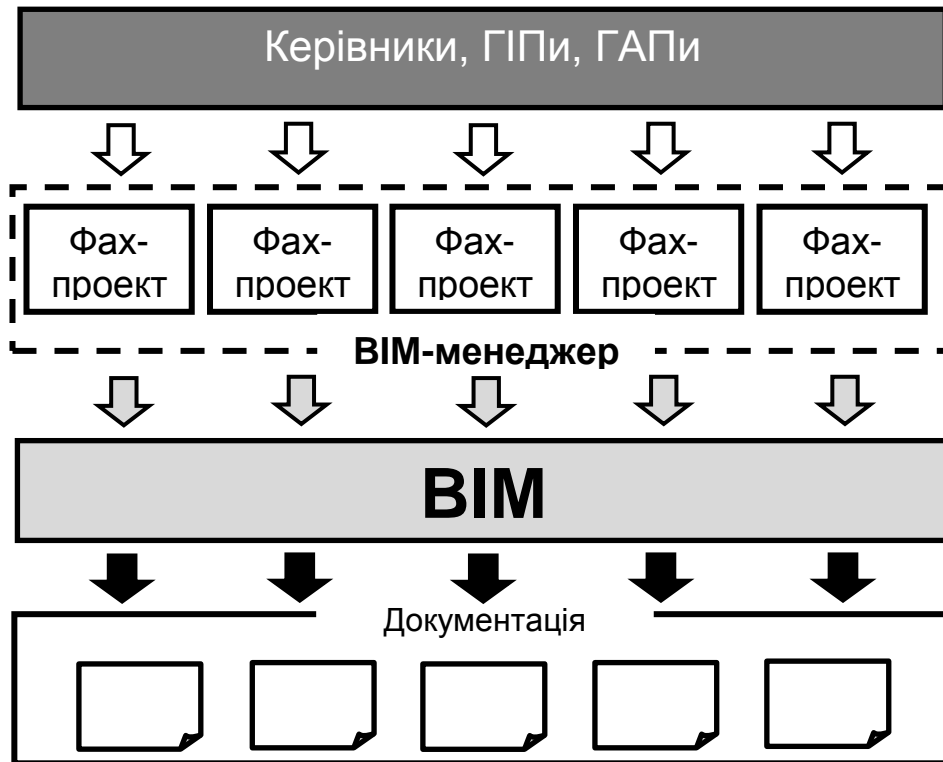 Керівники, ГІПи, ГАПи
Фах-
проект
Фах-
проект
Фах-
проект
Фах-
проект
Фах-
проект
BIM-менеджер
BIM
Документація